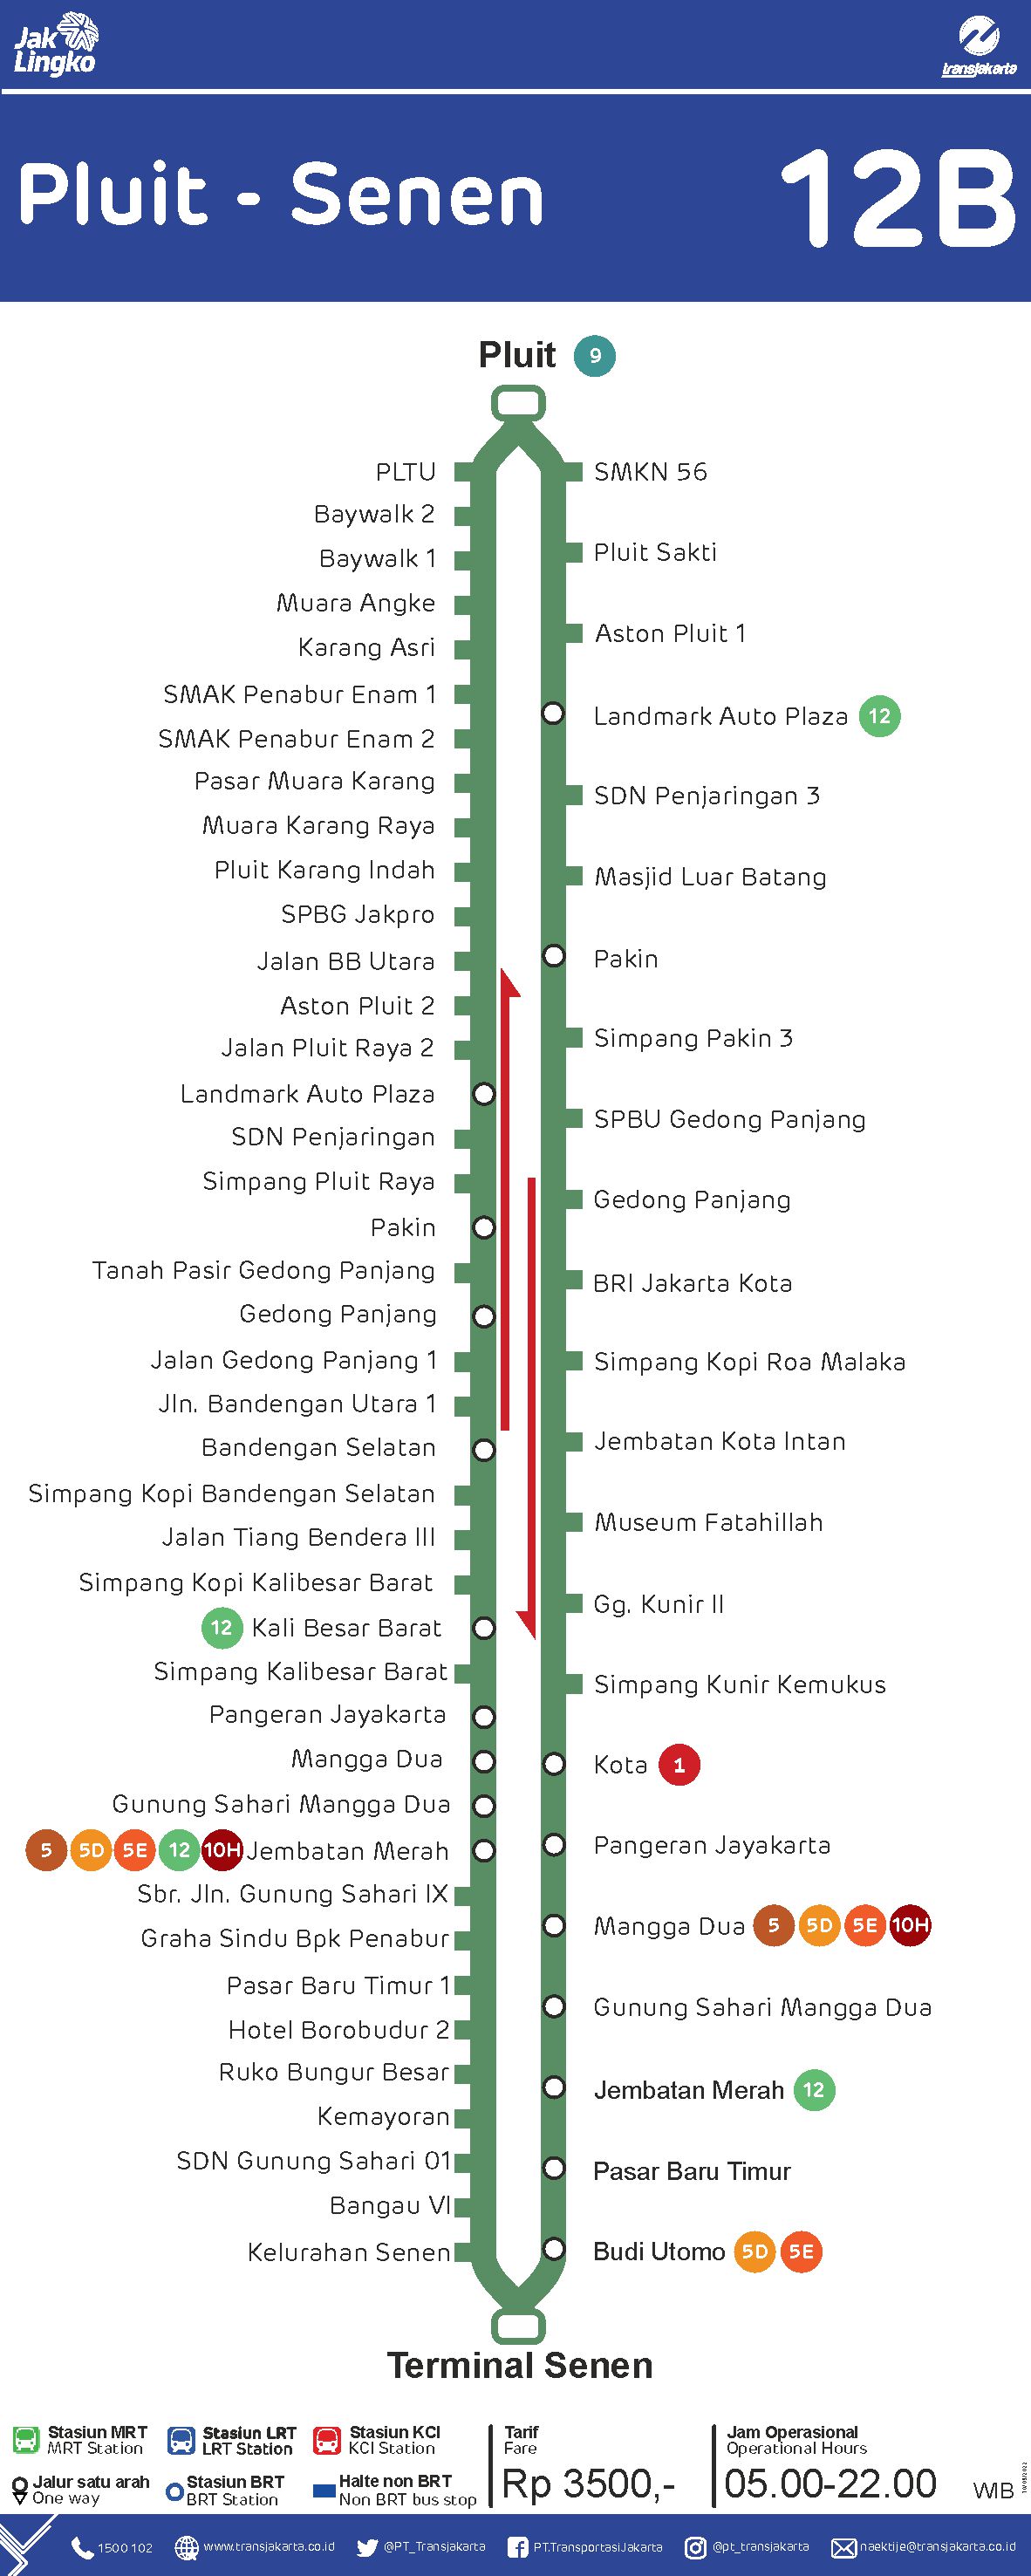 Jak
Lingko
transjakarta
Pluit - Senen
12B
Pluit 9
PLTU
Baywalk 2
Baywalk 1
Muara Angke
Karang Asri
SMAK Penabur Enam 1
SMAK Penabur Enam 2
Pasar Muara Karang
Muara Karang Raya
Pluit Karang Indah
SPBG Jakpro
Jalan BB Utara
Aston Pluit 2
Jalan Pluit Raya 2
Landmark Auto Plaza
SDN Penjaringan
Simpang Pluit Raya
Pakin
Tanah Pasir Gedong Panjang
Gedong Panjang
Jalan Gedong Panjang 1
Jln. Bandengan Utara 1
Bandengan Selatan
Simpang Kopi Bandengan Selatan
Jalan Tiang Bendera III
Simpang Kopi Kalibesar Barat
12 Kali Besar Barat
Simpang Kalibesar Barat
Pangeran Jayakarta
Mangga Dua
Gunung Sahari Mangga Dua
5 5D 5E 12 10H Jembatan Merah
Sbr. Jln. Gunung Sahari IX
Graha Sindu Bpk Penabur
Pasar Baru Timur 1
Hotel Borobudur 2
Ruko Bungur Besar
Kemayoran
SDN Gunung Sahari 01
Bangau VI
Kelurahan Senen
SMKN 56
Pluit Sakti
Aston Pluit 1
Landmark Auto Plaza 12
SDN Penjaringan 3
Masjid Luar Batang
Pakin
Simpang Pakin 3
SPBU Gedong Panjang
Gedong Panjang
BRI Jakarta Kota
Simpang Kopi Roa Malaka
Jembatan Kota Intan
Museum Fatahillah
Gg. Kunir II
Simpang Kunir Kemukus
Kota 1
Pangeran Jayakarta
Mangga Dua 5 5D 5E 10H
Gunung Sahari Mangga Dua
Jembatan Merah 12
Pasar Baru Timur
Budi Utomo 5D 5E
Terminal Senen
Stasiun MRT
MRT Station
Stasiun LRT
LRT Station
Stasiun KCI
KCI Station
Jalur satu arah
One way
Stasiun BRT
BRT Station
Halte non BRT
Non BRT bus stop
Tarif
Fare
Rp 3500,-
Jam Operasional
Operational Hours
05.00-22.00 WIB
1500 102
www.transjakarta.co.id
@PT_Transjakarta
PT.TransportasiJakarta
@pt_transjakarta
naektije@transjakarta.co.id